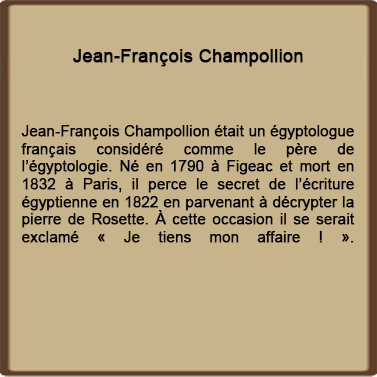 Jean-François Champollion
Jean-François Champollion était un égyptologue
français considéré comme le père de
l’égyptologie. Né en 1790 à Figeac et mort en
1832 à Paris, il perce le secret de l’écriture
égyptienne en 1822 en parvenant à décrypter la
pierre de Rosette. À cette occasion il se serait
exclamé « Je tiens mon affaire ! ».